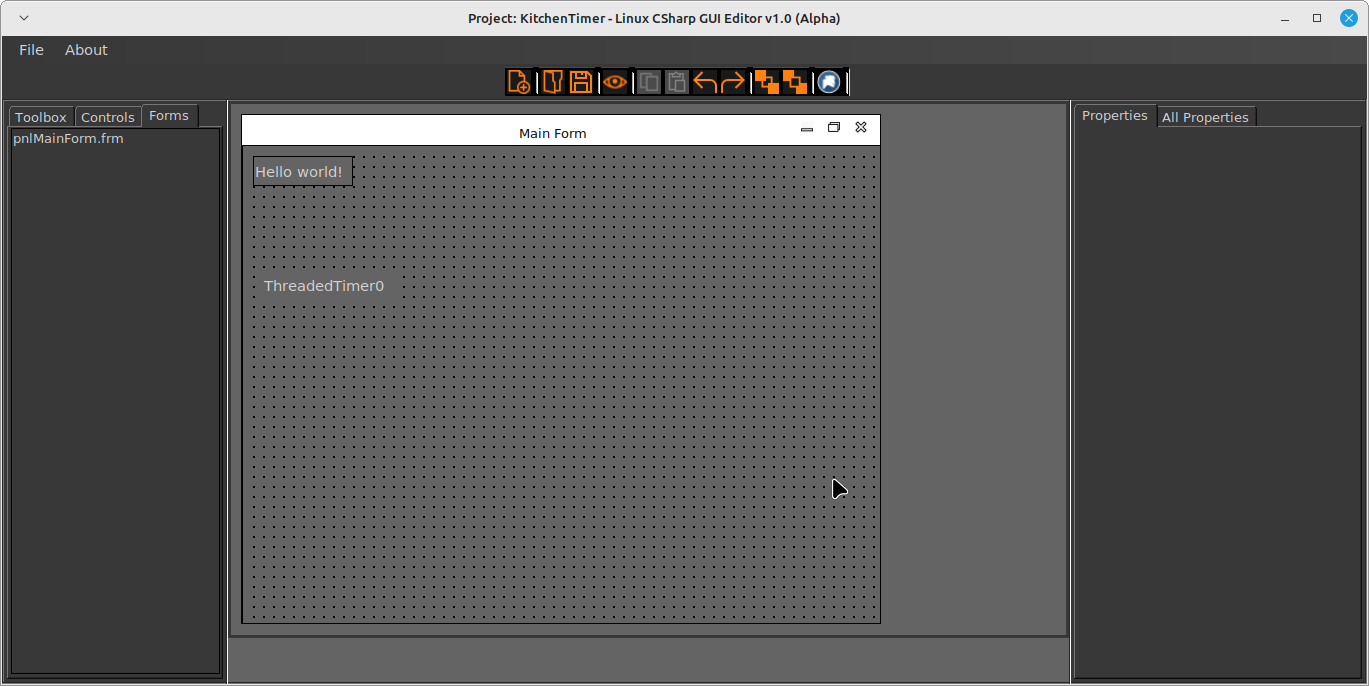 Project: KitchenTimer - Linux CSharp GUI Editor v1.0 (Alpha)
File About
Toolbox Controls Forms
pnlMainForm.frm
Main Form
Hello world!
ThreadedTimer0
Properties All Properties